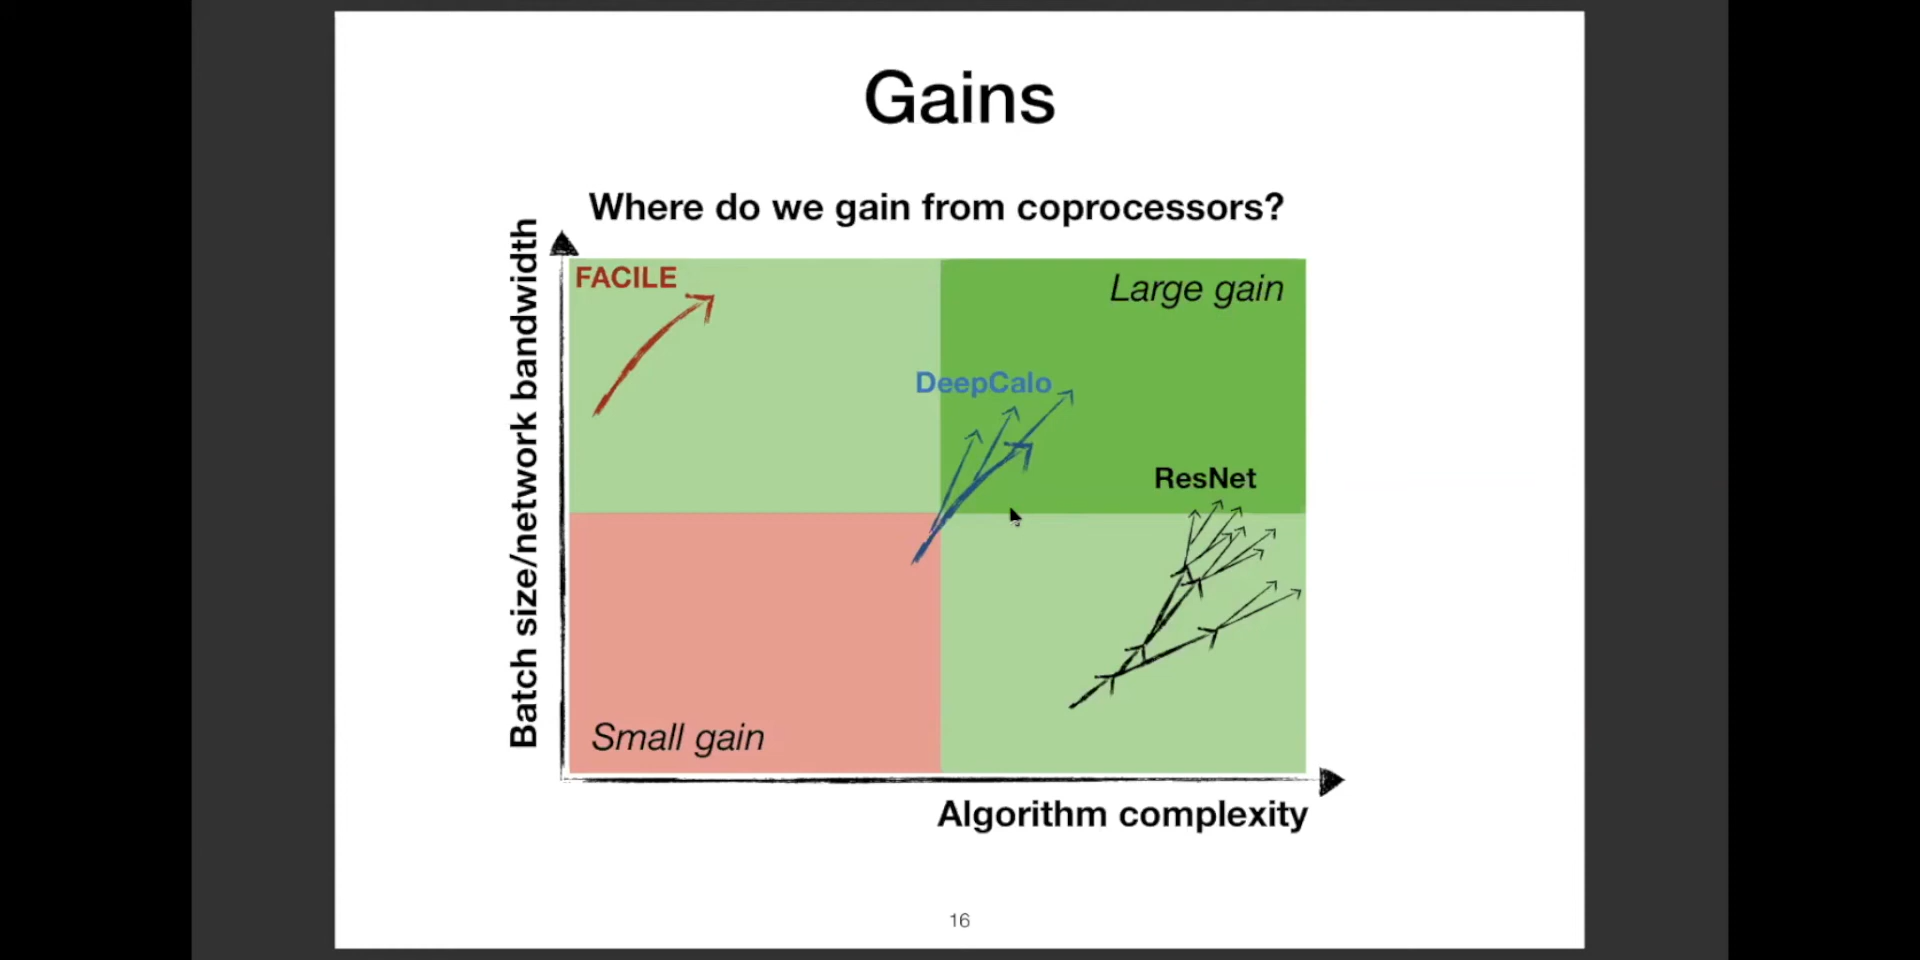 Gains
Where do we gain from coprocessors?
Batch size/network bandwidth
FACILE
Large gain
DeepCalo
ResNet
Small gain
Algorithm complexity
16